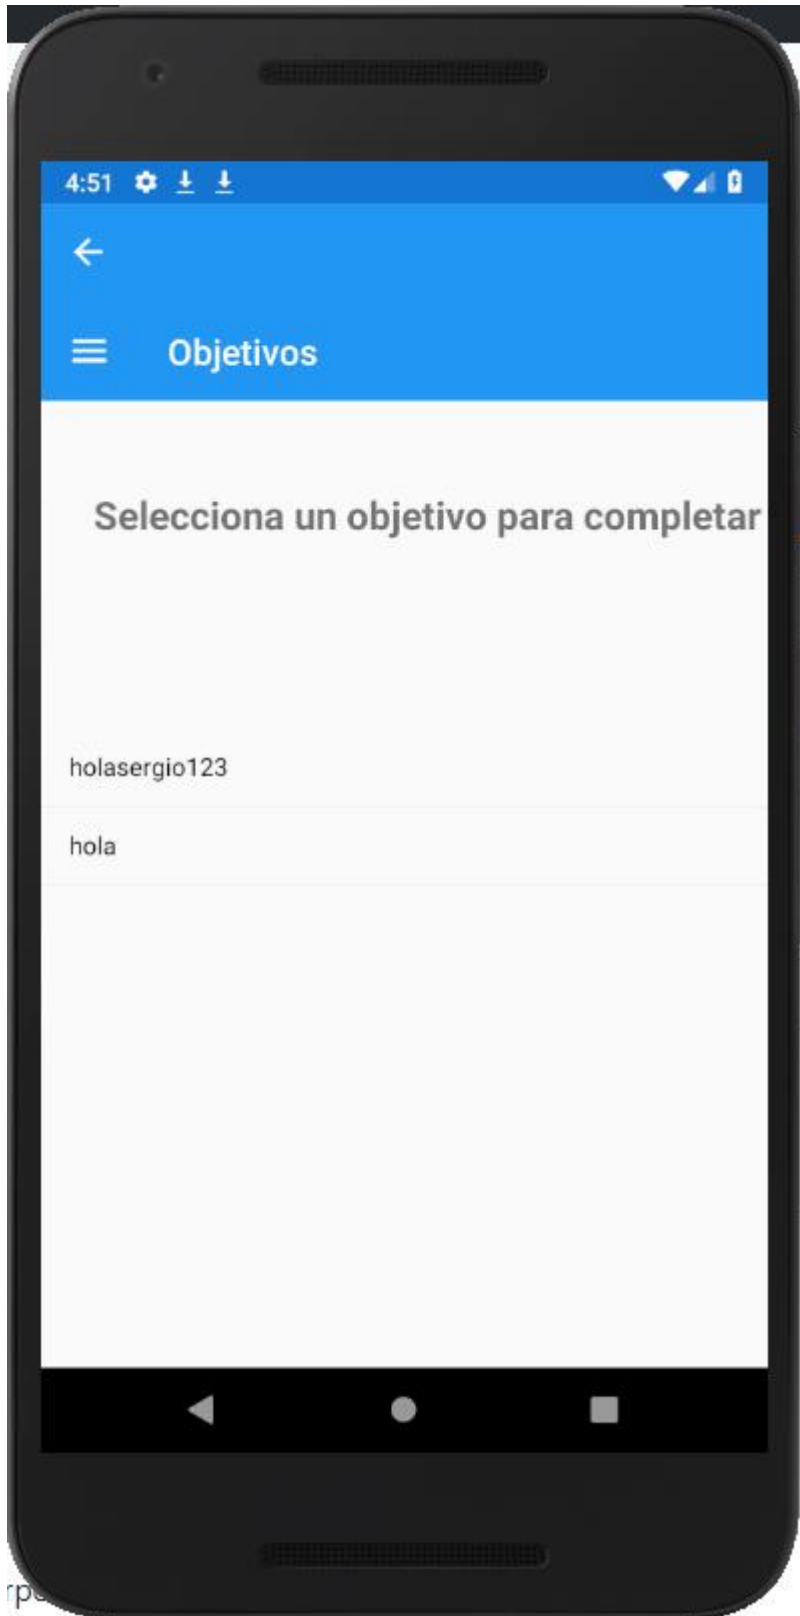 4:51
Objetivos
Selecciona un objetivo para completar
holasergio123
hola